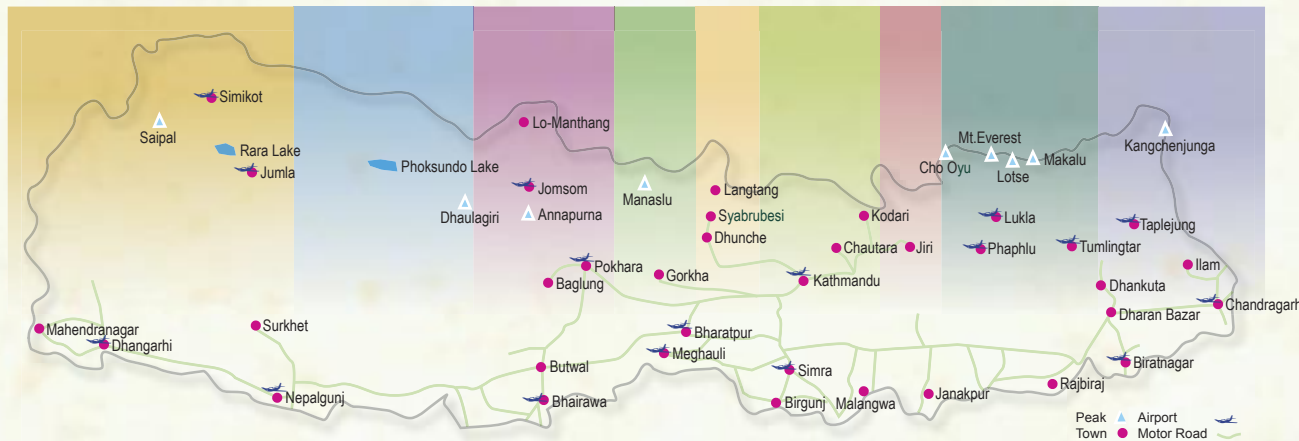 Simikot
Saipal
Rara Lake
Jumla
Phoksundo Lake
Dhaulagiri
Lo-Manthang
Jomsom
Annapurna
Manaslu
Langtang
Syabrubesi
Dhunche
Kodari
Chautara
Jiri
Mt.Everest
Cho Oyu
Lotse
Makalu
Kangchenjunga
Lukla
Phaphlu
Tumlingtar
Taplejung
Ilam
Pokhara
Baglung
Gorkha
Kathmandu
Dhankuta
Dharan Bazar
Chandragarh
Mahendranagar
Dhangarhi
Surkhet
Nepalgunj
Butwal
Bhairawa
Bharatpur
Meghauli
Simra
Birgunj
Malangwa
Janakpur
Rajbiraj
Biratnagar
Peak Airport
Town Motor Road